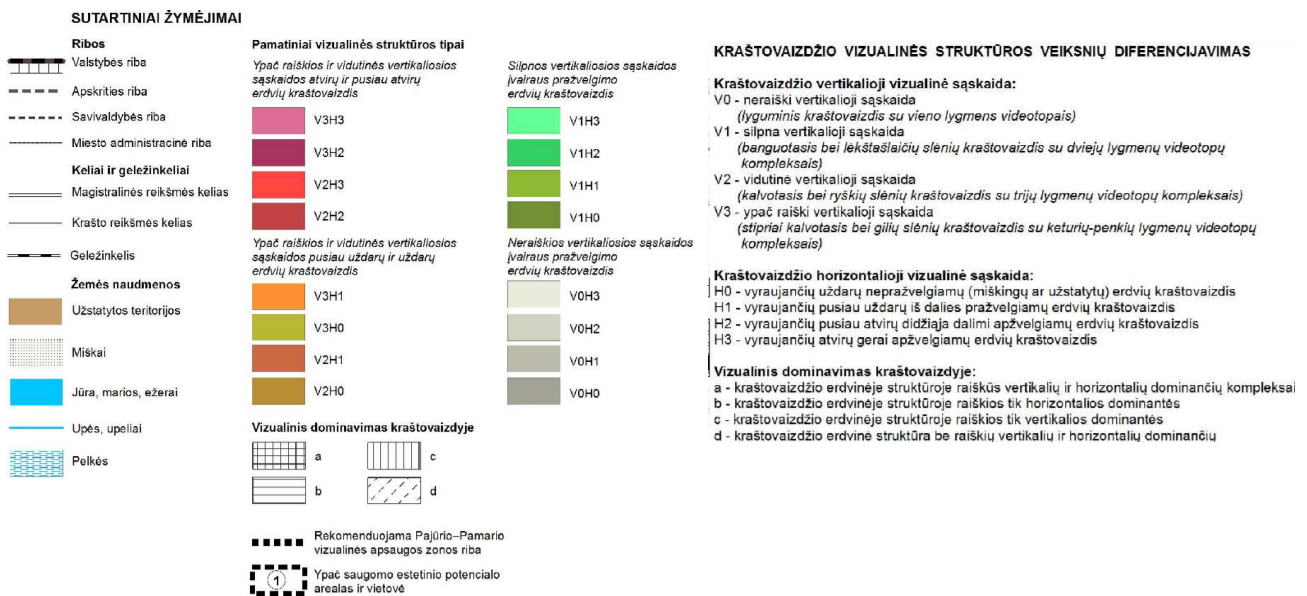 SUTARTINIAI ŽYMĖJIMAI
Ribos
Valstybės riba
Apskrities riba
Savivaldybės riba
Miesto administracinė riba
Keliai ir geležinkeliai
Magistralinės reikšmės kelias
Krašto reikšmės kelias
Geležinkelis
Žemės naudmenos
Užstatytos teritorijos
Miškai
Jūra, marios, ežerai
Upės, upeliai
Pelkės
Pamatiniai vizualinės struktūros tipai
Ypač raiškios ir vidutinės vertikaliosios
sąskaidos atvirų ir pusiau atvirų
erdvių kraštovaizdis
V3H3
V3H2
V2H3
V2H2
Ypač raiškios ir vidutinės vertikaliosios
sąskaidos pusiau uždarų ir uždarų
erdvių kraštovaizdis
V3H1
V3H0
V2H1
V2H0
Silpnos vertikaliosios sąskaidos
įvairaus pražvelgimo
erdvių kraštovaizdis
V1H3
V1H2
V1H1
V1H0
Neraiškios vertikaliosios sąskaidos
įvairaus pražvelgimo
erdvių kraštovaizdis
V0H3
V0H2
V0H1
V0H0
Vizualinis dominavimas kraštovaizdyje
a
c
b
d
Rekomenduojama Pajūrio–Pamario
vizualinės apsaugos zonos riba
1
Ypač saugomo estetinio potencialo
arealas ir vietovė
KRAŠTOVAIZDŽIO VIZUALINĖS STRUKTŪROS VEIKSNIŲ DIFERENCIJAVIMAS
Kraštovaizdžio vertikalioji vizualinė sąskaida:
V0 - neraiški vertikalioji sąskaida
(lyguminis kraštovaizdis su vieno lygmens videotopais)
V1 - silpna vertikalioji sąskaida
(banguotasis bei lėkštašlaičių slėnių kraštovaizdis su dviejų lygmenų videotopų
kompleksais)
V2 - vidutinė vertikalioji sąskaida
(kalvotasis bei ryškių slėnių kraštovaizdis su trijų lygmenų videotopų kompleksais)
V3 - ypač raiški vertikalioji sąskaida
(stipriai kalvotasis bei gilių slėnių kraštovaizdis su keturių-penkių lygmenų videotopų
kompleksais)
Kraštovaizdžio horizontalioji vizualinė sąskaida:
H0 - vyraujančių uždarų nepražvelgiamų (miškingų ar užstatytų) erdvių kraštovaizdis
H1 - vyraujančių pusiau uždarų iš dalies pražvelgiamų erdvių kraštovaizdis
H2 - vyraujančių pusiau atvirų didžiąja dalimi apžvelgiamų erdvių kraštovaizdis
H3 - vyraujančių atvirų gerai apžvelgiamų erdvių kraštovaizdis
Vizualinis dominavimas kraštovaizdyje:
a - kraštovaizdžio erdvinėje struktūroje raiškūs vertikalių ir horizontalių dominančių kompleksai
b - kraštovaizdžio erdvinėje struktūroje raiškios tik horizontalios dominantės
c - kraštovaizdžio erdvinėje struktūroje raiškios tik vertikalios dominantės
d - kraštovaizdžio erdvinė struktūra be raiškių vertikalių ir horizontalių dominančių